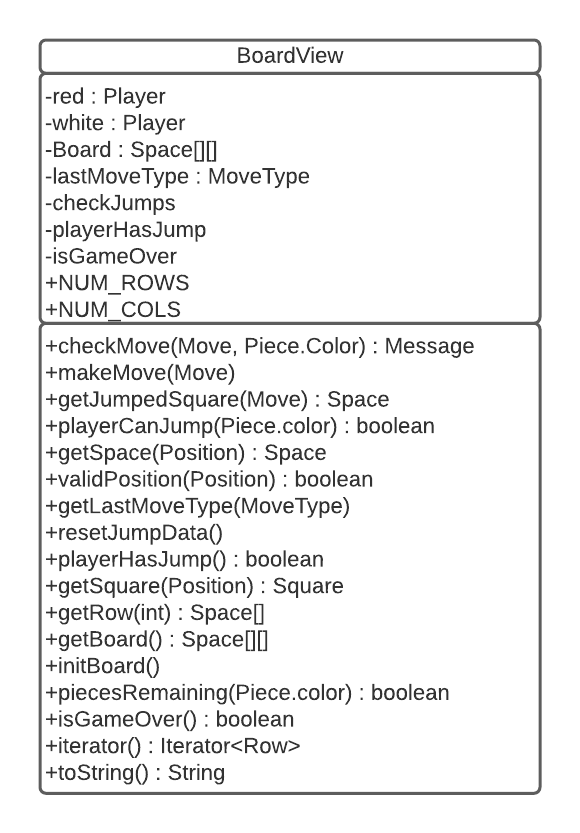 BoardView
-red : Player
-white : Player
-Board : Space[][]
-lastMoveType : MoveType
-checkJumps
-playerHasJump
-isGameOver
+NUM_ROWS
+NUM_COLS
+checkMove(Move, Piece.Color) : Message
+makeMove(Move)
+getJumpedSquare(Move) : Space
+playerCanJump(Piece.color) : boolean
+getSpace(Position) : Space
+validPosition(Position) : boolean
+getLastMoveType(MoveType)
+resetJumpData()
+playerHasJump() : boolean
+getSquare(Position) : Square
+getRow(int) : Space[]
+getBoard() : Space[][]
+initBoard()
+piecesRemaining(Piece.color) : boolean
+isGameOver() : boolean
+iterator() : Iterator<Row>
+toString() : String